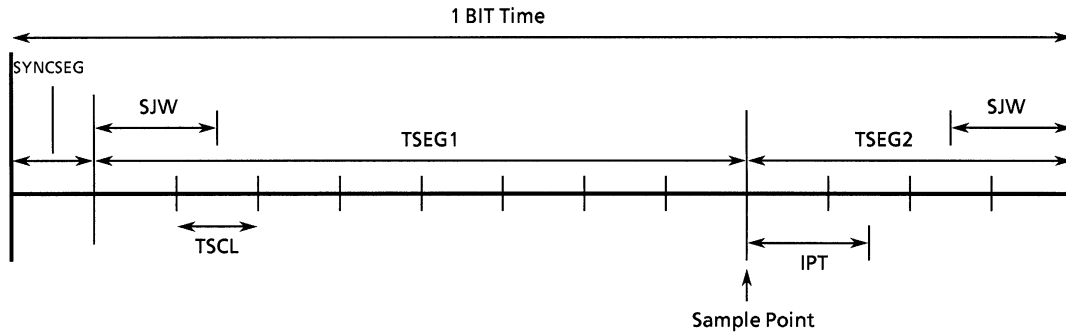 1 BIT Time
SYNCSEG
SJW
SJW
TSEG1
TSEG2
TSCL
IPT
Sample Point